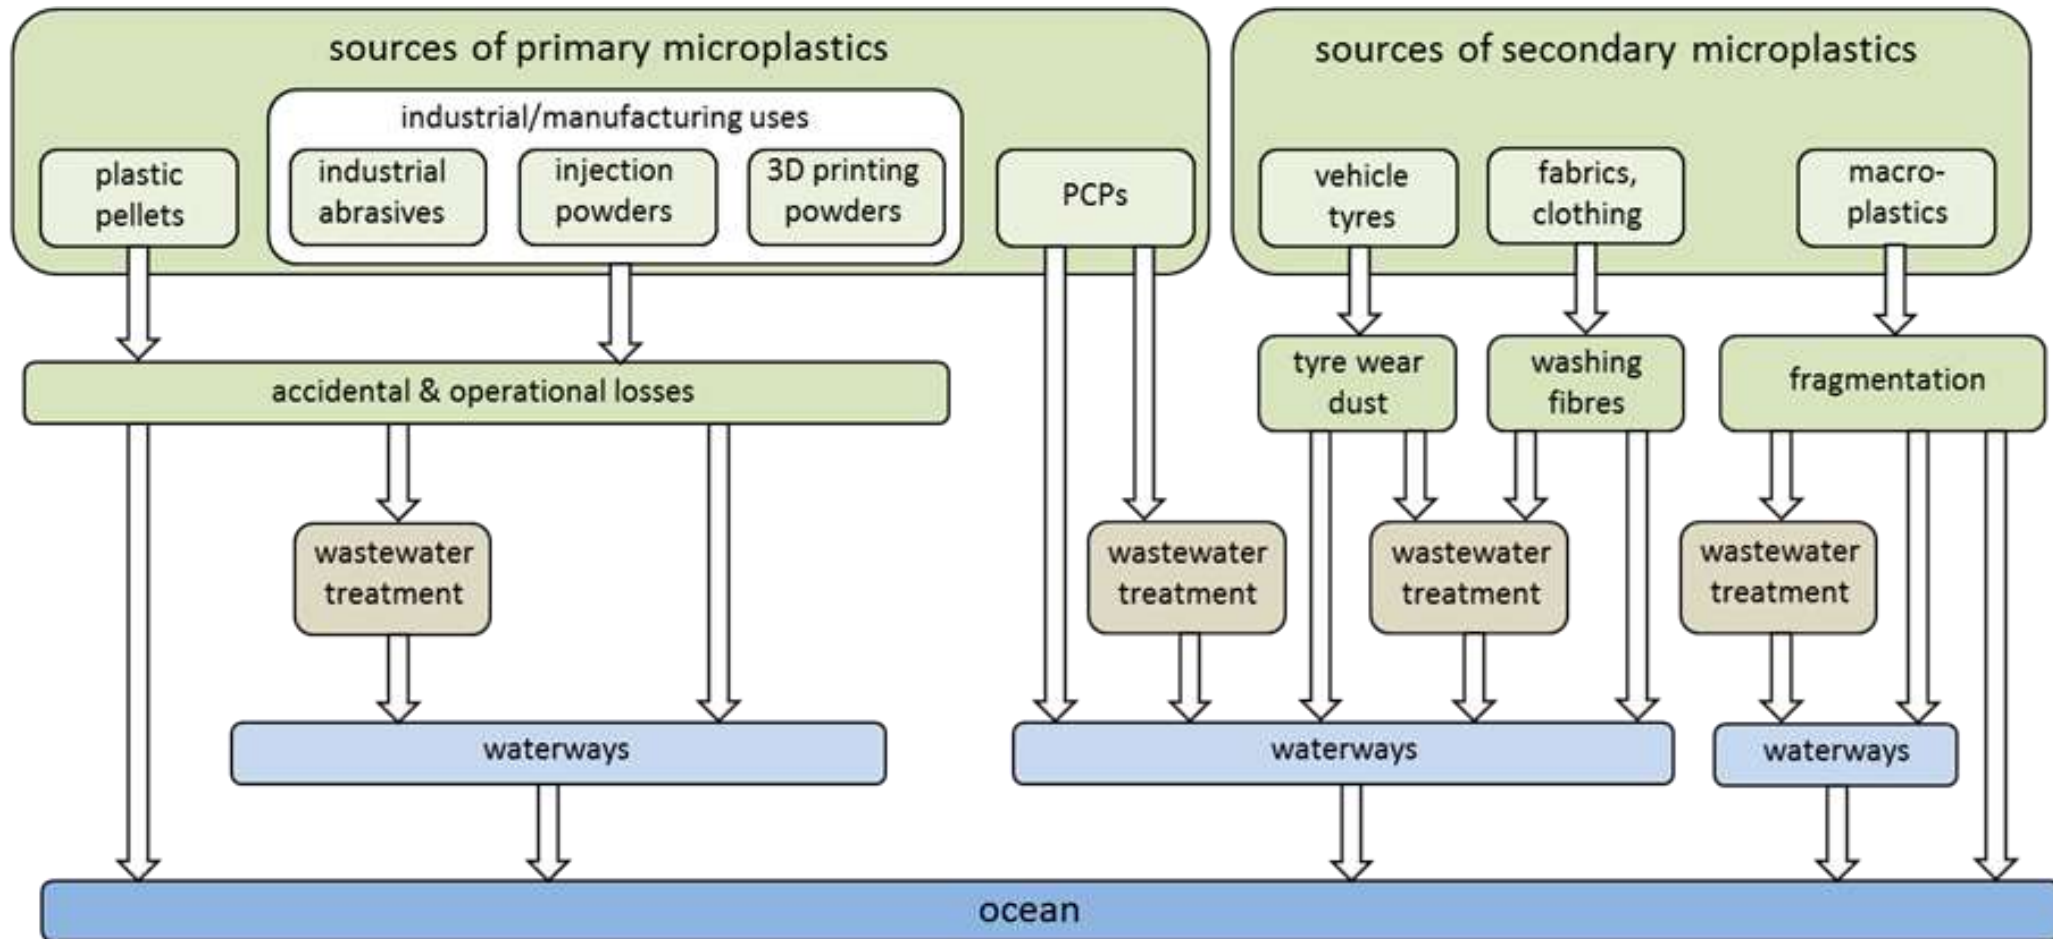 sources of primary microplastics
industrial/manufacturing uses
plastic
pellets
industrial
abrasives
injection
powders
3D printing
powders
PCPs
sources of secondary microplastics
vehicle
tyres
fabrics,
clothing
macro-
plastics
accidental & operational losses
tyre wear
dust
washing
fibres
fragmentation
wastewater
treatment
wastewater
treatment
wastewater
treatment
wastewater
treatment
waterways
waterways
waterways
ocean